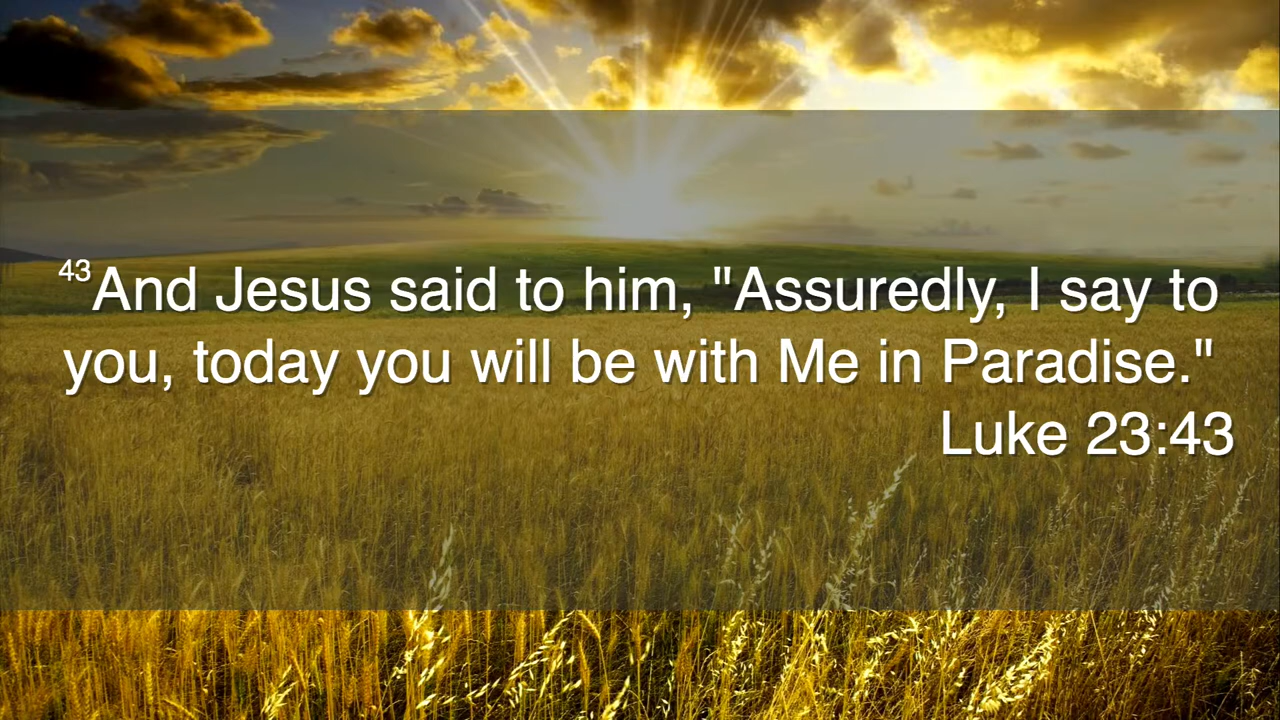 43And Jesus said to him, "Assuredly, I say to
you, today you will be with Me in Paradise."
Luke 23:43